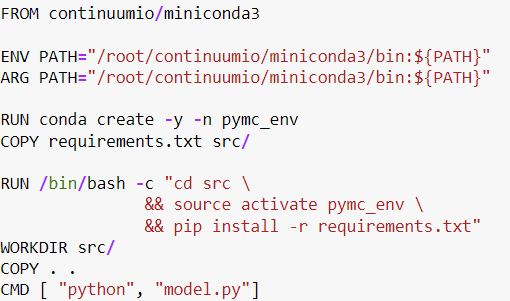 FROM continuumio/miniconda3
ENV PATH="/root/continuumio/miniconda3/bin:${PATH}"
ARG PATH="/root/continuumio/miniconda3/bin:${PATH}"
RUN conda create -y -n pymc_env
COPY requirements.txt src/
RUN /bin/bash -c "cd src \
&& source activate pymc_env \
&& pip install -r requirements.txt"
WORKDIR src/
COPY . .
CMD [ "python", "model.py"]